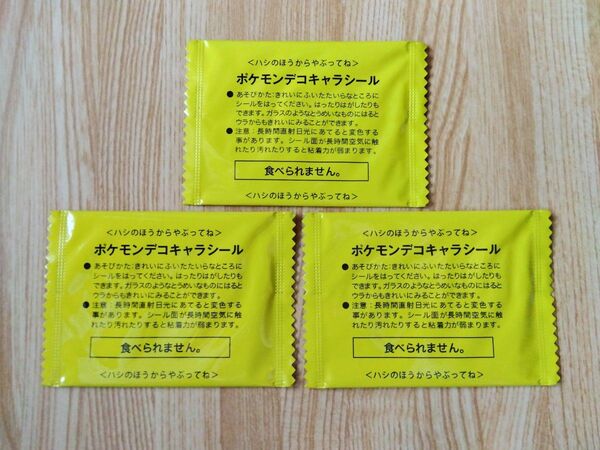 <ハシのほうからやぶってね>
ポケモンデコキャラシール
●あそびかた:きれいにふいたたいらなところに
シールをはってください。はったりはがしたりも
できます。ガラスのようなとうめいなものにはると
ウラからもきれいにみることができます。
●注意:長時間直射日光にあてると変色する
事があります。シール面が長時間空気に触
れたり汚れたりすると粘着力が弱まります。
食べられません。
<ハシのほうからやぶってね>
<ハシのほうからやぶってね>
ポケモンデコキャラシール
●あそびかた:きれいにふいたたいらなところに
シールをはってください。はったりはがしたりも
できます。ガラスのようなとうめいなものにはると
ウラからもきれいにみることができます。
●注意:長時間直射日光にあてると変色する
事があります。シール面が長時間空気に触
れたり汚れたりすると粘着力が弱まります。
食べられません。
<ハシのほうからやぶってね>
<ハシのほうからやぶってね>
ポケモンデコキャラシール
●あそびかた:きれいにふいたたいらなところに
シールをはってください。はったりはがしたりも
できます。ガラスのようなとうめいなものにはると
ウラからもきれいにみることができます。
●注意:長時間直射日光にあてると変色する
事があります。シール面が長時間空気に触
れたり汚れたりすると粘着力が弱まります。
食べられません。
<ハシのほうからやぶってね>